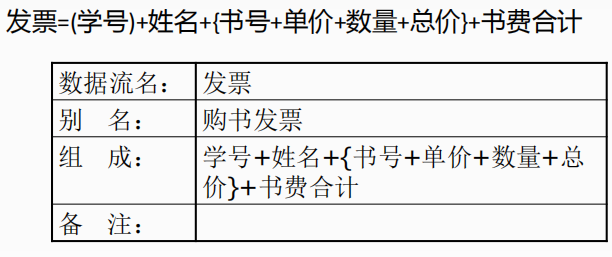 发票=(学号)+姓名+{书号+单价+数量+总价}+书费合计
数据流名： 发票
别 名： 购书发票
组 成： 学号+姓名+{书号+单价+数量+总
价}+书费合计
备 注：